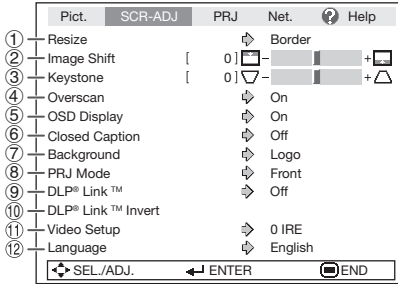 Pict. SCR-ADJ PRJ Net. ? Help
① Resize Border
② Image Shift [ 0 ] − +
③ Keystone [ 0 ] − +
④ Overscan On
⑤ OSD Display On
⑥ Closed Caption Off
⑦ Background Logo
⑧ PRJ Mode Front
⑨ DLP® Link ™ Off
⑩ DLP® Link ™ Invert
⑪ Video Setup 0 IRE
⑫ Language English
SEL./ADJ. ENTER END